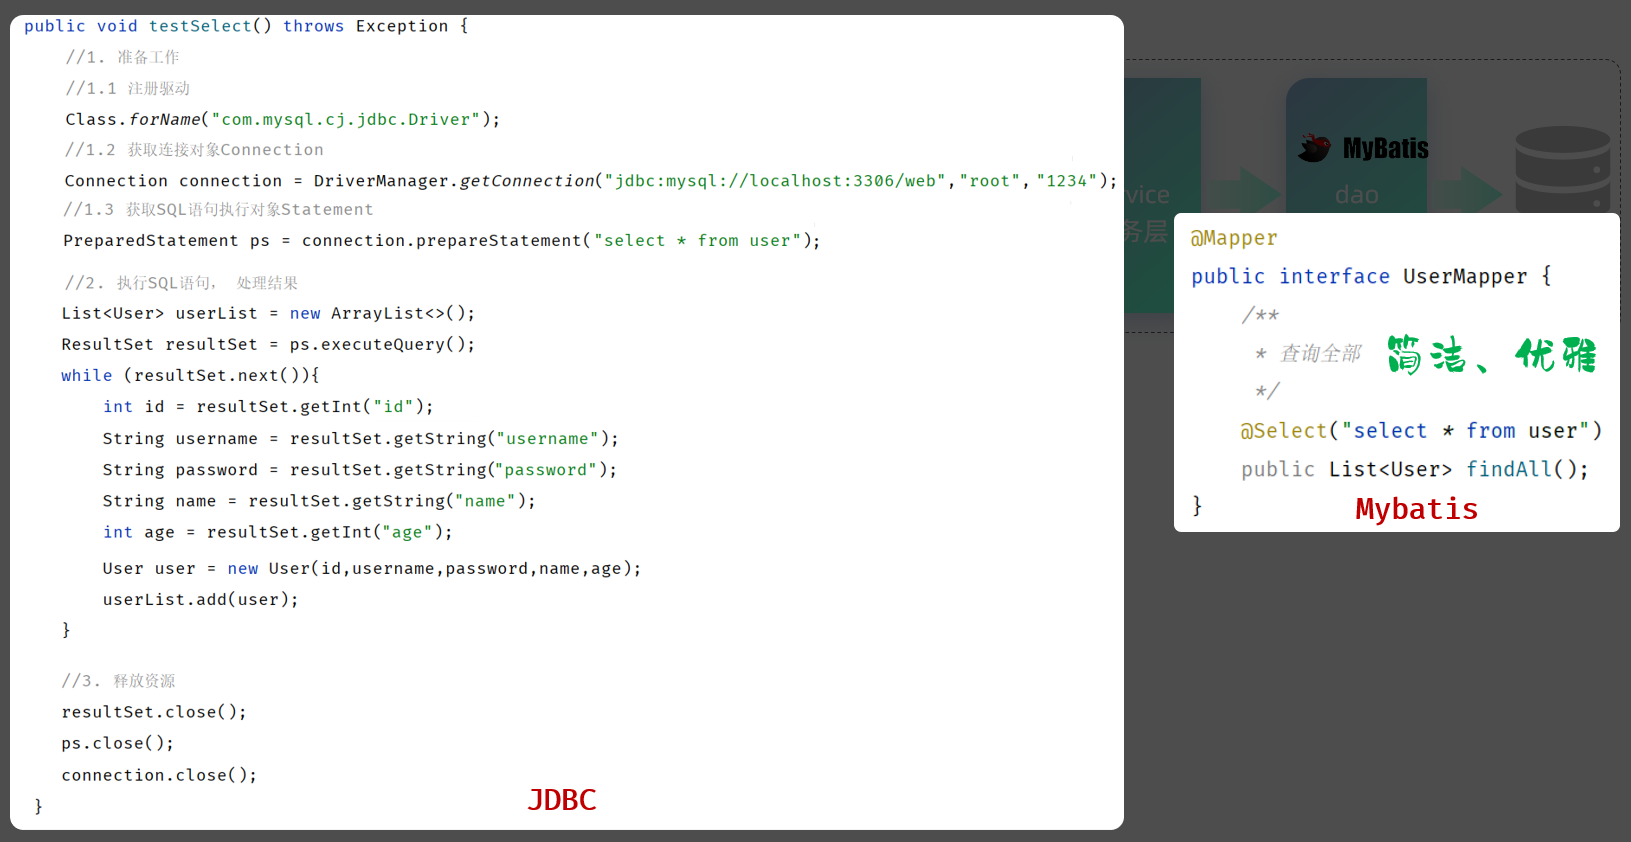 public void testSelect() throws Exception {
//1. 准备工作
//1.1 注册驱动
Class.forName("com.mysql.cj.jdbc.Driver");
//1.2 获取连接对象Connection
Connection connection = DriverManager.getConnection("jdbc:mysql://localhost:3306/web","root","1234");
//1.3 获取SQL语句执行对象Statement
PreparedStatement ps = connection.prepareStatement("select * from user");
//2. 执行SQL语句， 处理结果
List<User> userList = new ArrayList<>();
ResultSet resultSet = ps.executeQuery();
while (resultSet.next()){
int id = resultSet.getInt("id");
String username = resultSet.getString("username");
String password = resultSet.getString("password");
String name = resultSet.getString("name");
int age = resultSet.getInt("age");
User user = new User(id,username,password,name,age);
userList.add(user);
}
//3. 释放资源
resultSet.close();
ps.close();
connection.close();
}
JDBC
vice
务层
MyBatis
dao
@Mapper
public interface UserMapper {
/**
* 查询全部
简洁、优雅
*/
@Select("select * from user")
public List<User> findAll();
}
Mybatis